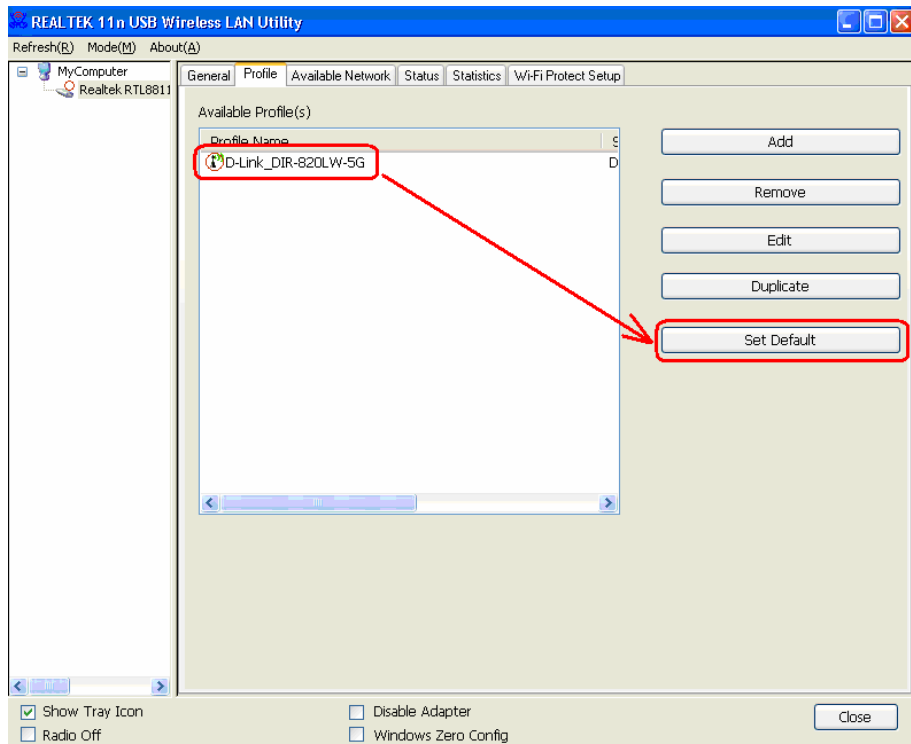 REALTEK 11n USB Wireless LAN Utility
Refresh(R) Mode(M) About(A)
MyComputer
Realtek RTL8811
General Profile Available Network Status Statistics Wi-Fi Protect Setup
Available Profile(s)
Profile Name S
D-Link_DIR-820LW-5G D
Add
Remove
Edit
Duplicate
Set Default
Show Tray Icon
Radio Off
Disable Adapter
Windows Zero Config
Close